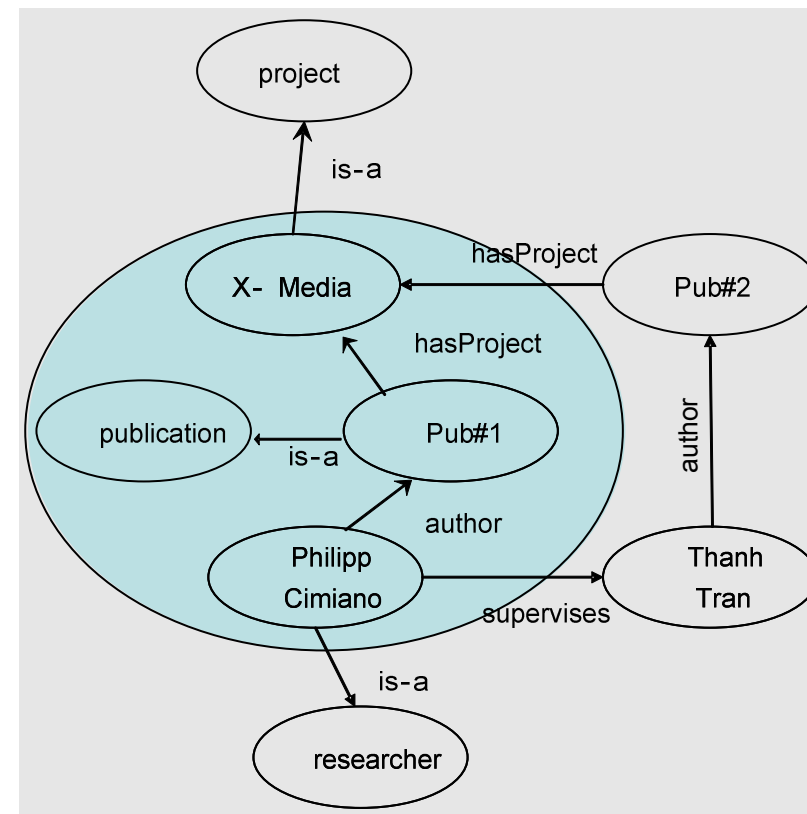 project
is-a
hasProject
X- Media
Pub#2
hasProject
publication
Pub#1
is-a
author
author
Philipp
Cimiano
Thanh
Tran
supervises
is-a
researcher